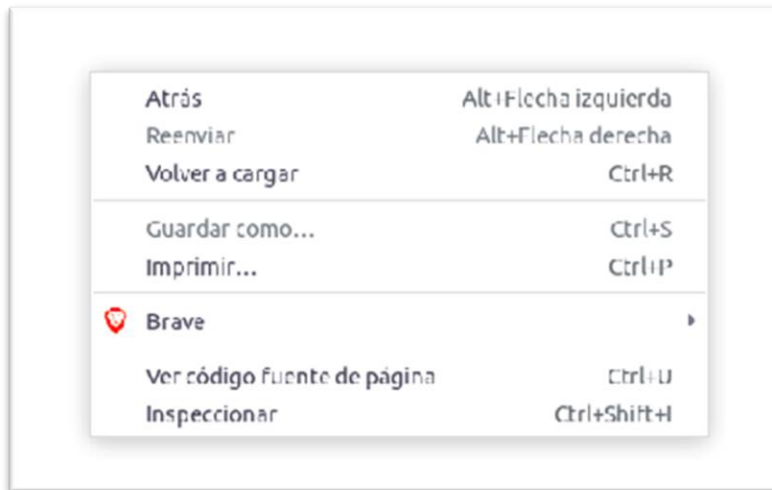 Atrás Alt+Flecha izquierda
Reenviar Alt+Flecha derecha
Volver a cargar Ctrl+R
Guardar como... Ctrl+S
Imprimir... Ctrl+P
Brave
Ver código fuente de página Ctrl+U
Inspeccionar Ctrl+Shift+I